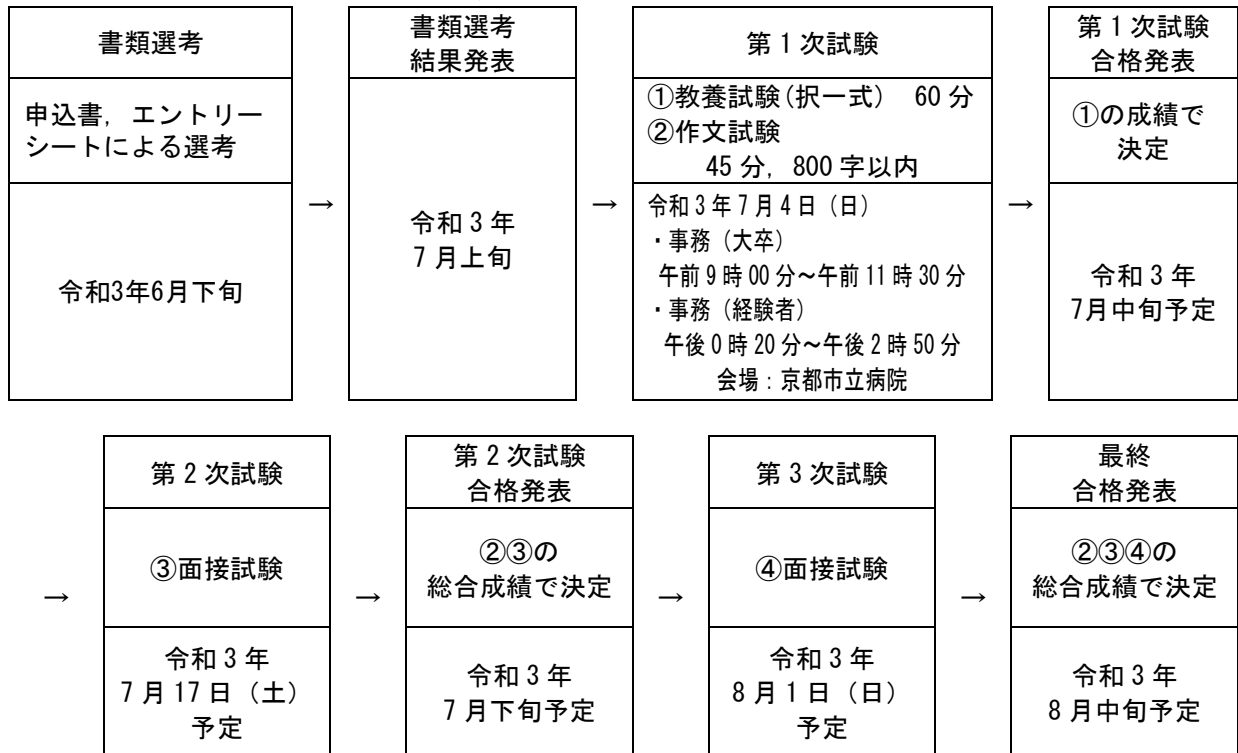 書類選考
申込書，エントリー
シートによる選考
令和3年6月下旬
→
書類選考
結果発表
令和３年
７月上旬
→
第１次試験
①教養試験(択一式)　60分
②作文試験
45分，800字以内
令和３年７月４日（日）
・事務（大卒）
午前９時00分～午前11時30分
・事務（経験者）
午後０時20分～午後２時50分
会場：京都市立病院
→
第１次試験
合格発表
①の成績で
決定
令和３年
7月中旬予定
→
第２次試験
③面接試験
令和３年
７月17日（土）
予定
→
第２次試験
合格発表
②③の
総合成績で決定
令和３年
７月下旬予定
→
第３次試験
④面接試験
令和３年
８月１日（日）
予定
→
最終
合格発表
②③④の
総合成績で決定
令和３年
８月中旬予定